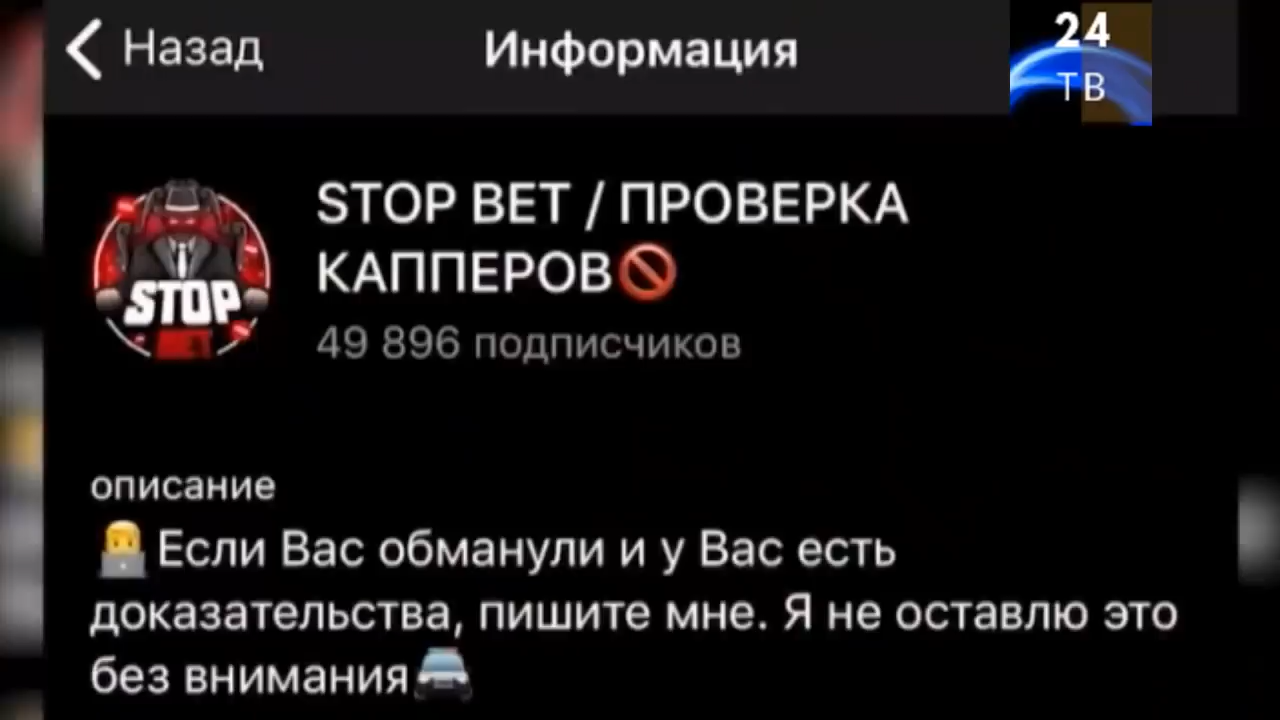 Назад
Информация
24
ТВ
STOP BET / ПРОВЕРКА
КАППЕРОВ🚫
49 896 подписчиков
STOP
описание
👨‍💻Если Вас обманули и у Вас есть
доказательства, пишите мне. Я не оставлю это
без внимания🚔